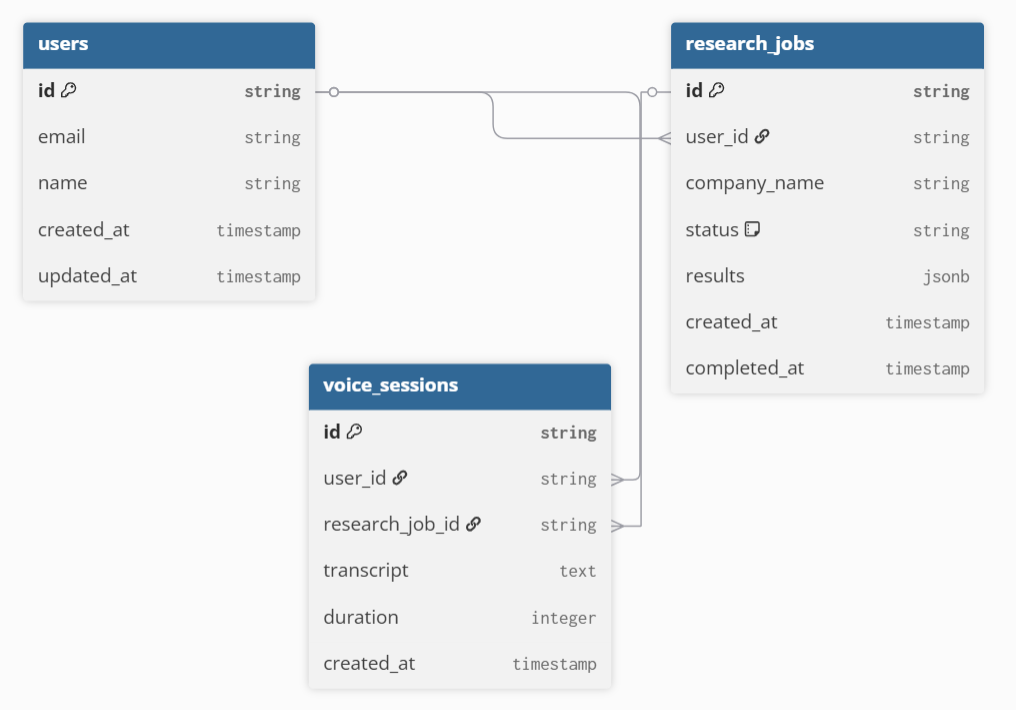 users
id string
email string
name string
created_at timestamp
updated_at timestamp
research_jobs
id string
user_id string
company_name string
status string
results jsonb
created_at timestamp
completed_at timestamp
voice_sessions
id string
user_id string
research_job_id string
transcript text
duration integer
created_at timestamp